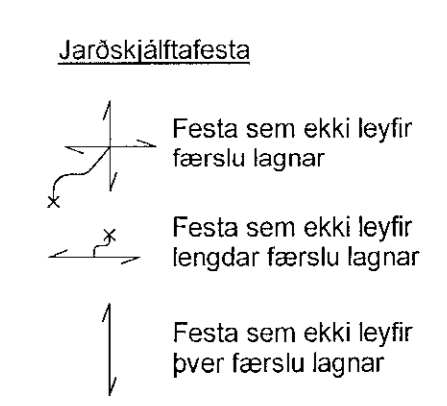 Jarðskjálftafesta
Festa sem ekki leyfir
færslu lagnar
Festa sem ekki leyfir
lengdar færslu lagnar
Festa sem ekki leyfir
þver færslu lagnar